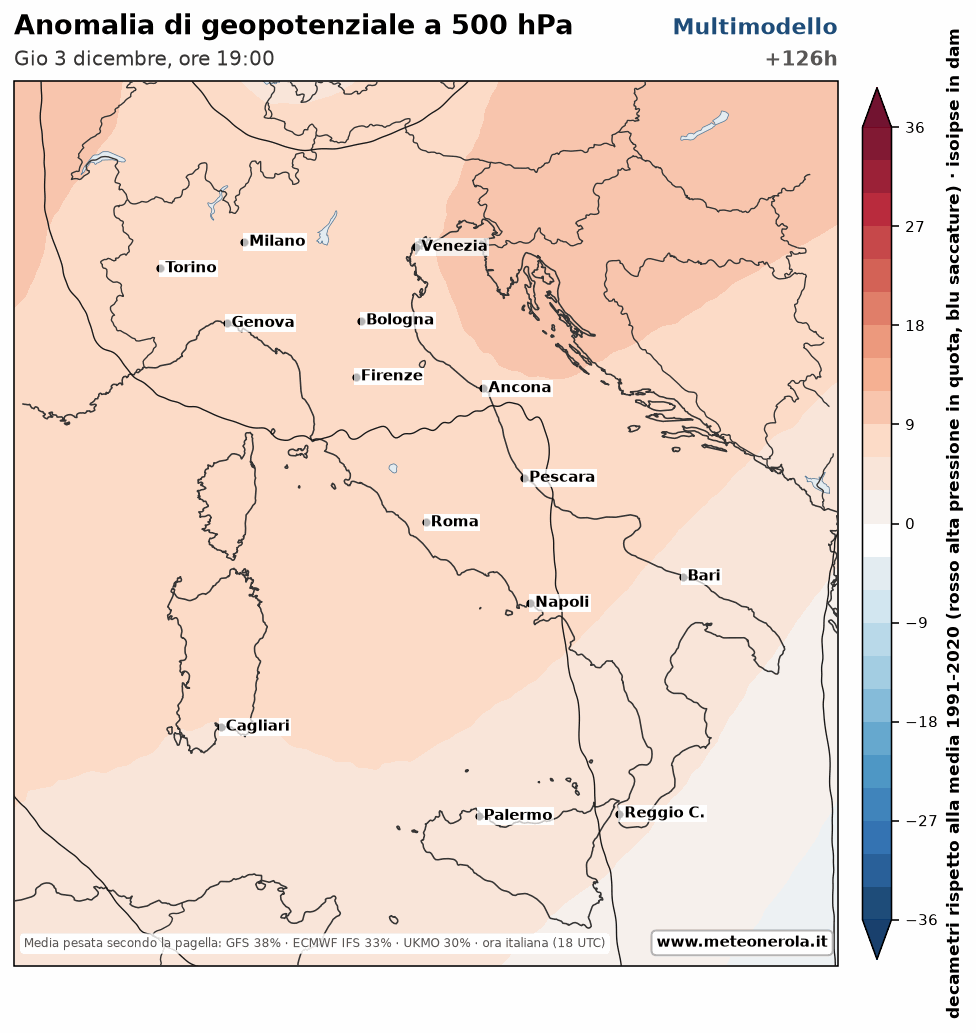 Anomalia di geopotenziale a 500 hPa
Multimodello
Gio 3 dicembre, ore 19:00
+126h
Milano
Venezia
Torino
Genova
Bologna
Firenze
Ancona
Pescara
Roma
Bari
Napoli
Cagliari
Palermo
Reggio C.
36
27
18
9
0
−9
−18
−27
−36
decametri rispetto alla media 1991-2020 (rosso alta pressione in quota, blu saccature) · isoipse in dam
Media pesata secondo la pagella: GFS 38% · ECMWF IFS 33% · UKMO 30% · ora italiana (18 UTC)
www.meteonerola.it